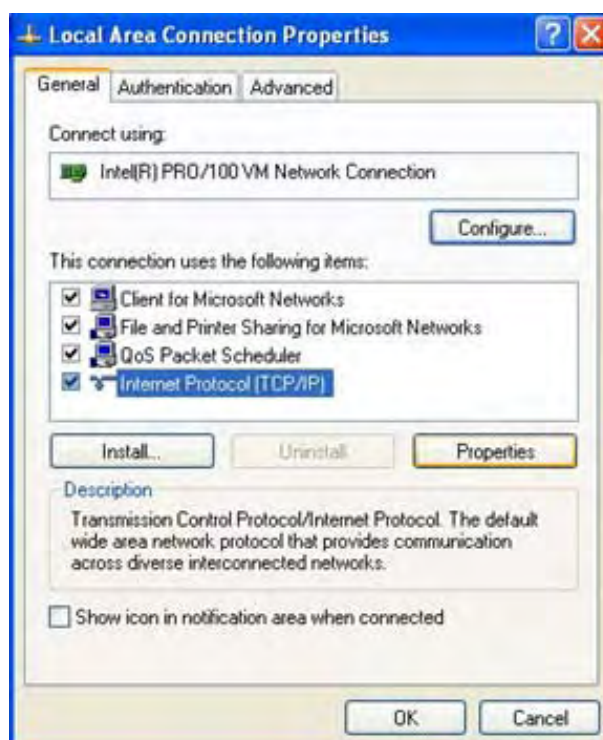 Local Area Connection Properties
General Authentication Advanced
Connect using:
Intel(R) PRO/100 VM Network Connection
Configure...
This connection uses the following items:
Client for Microsoft Networks
File and Printer Sharing for Microsoft Networks
QoS Packet Scheduler
Internet Protocol (TCP/IP)
Install... Uninstall Properties
Description
Transmission Control Protocol/Internet Protocol. The default
wide area network protocol that provides communication
across diverse interconnected networks.
Show icon in notification area when connected
OK Cancel